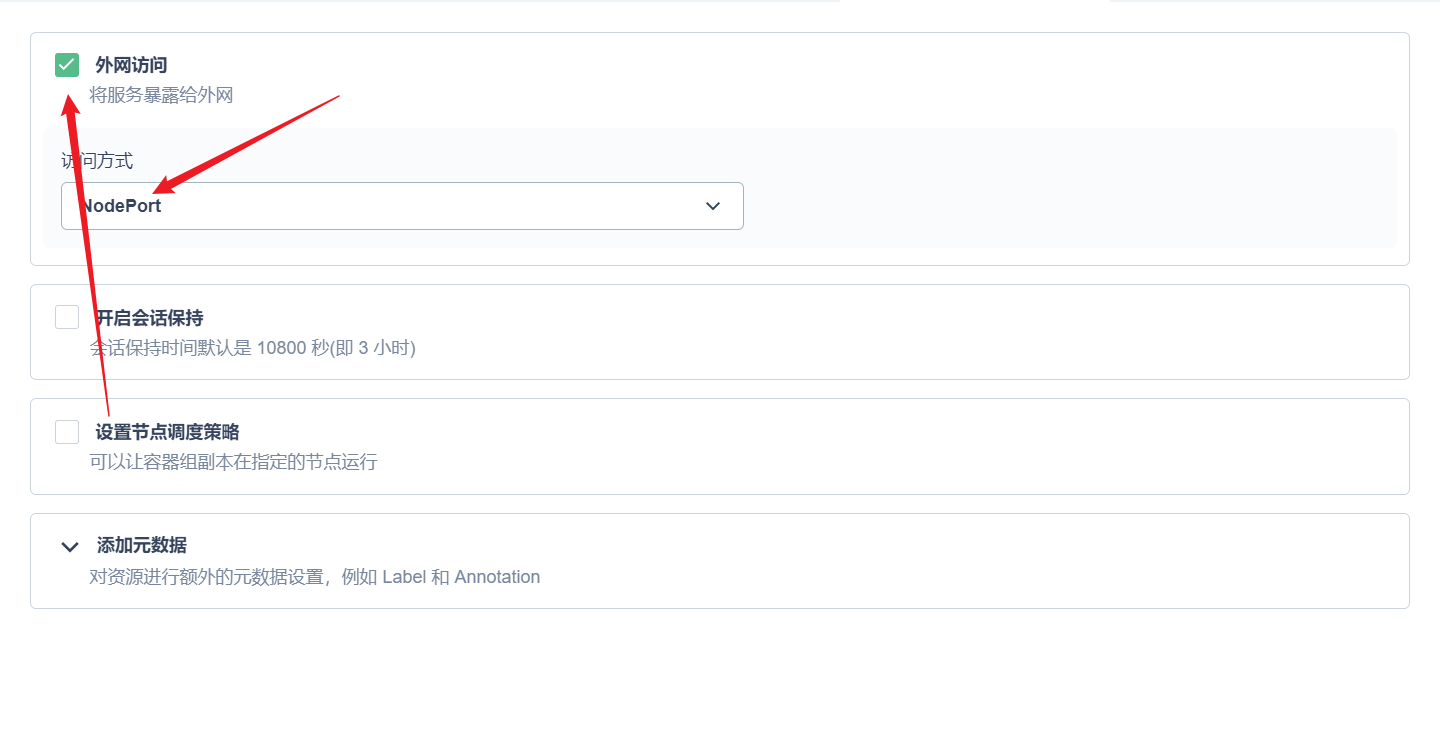 外网访问
将服务暴露给外网
访问方式
NodePort
开启会话保持
会话保持时间默认是 10800 秒(即 3 小时)
设置节点调度策略
可以让容器组副本在指定的节点运行
添加元数据
对资源进行额外的元数据设置，例如 Label 和 Annotation